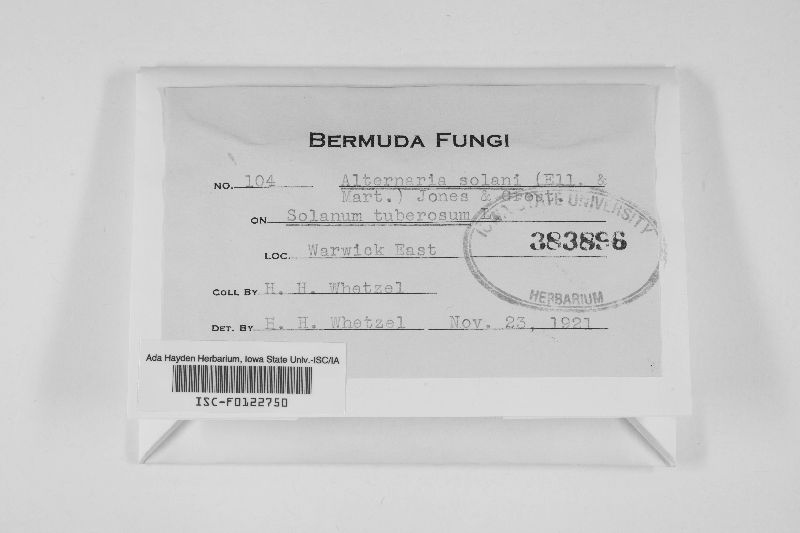 BERMUDA FUNGI
NO. 104 Alternaria solani (Ell. &
Mart.) Jones & Grout.
ON Solanum tuberosum L.
LOC. Warwick East
COLL BY H. H. Whetzel
DET. BY H. H. Whetzel Nov. 23, 1921
IOWA STATE UNIVERSITY
383896
HERBARIUM
Ada Hayden Herbarium, Iowa State Univ.-ISC/IA
ISC-F0122750